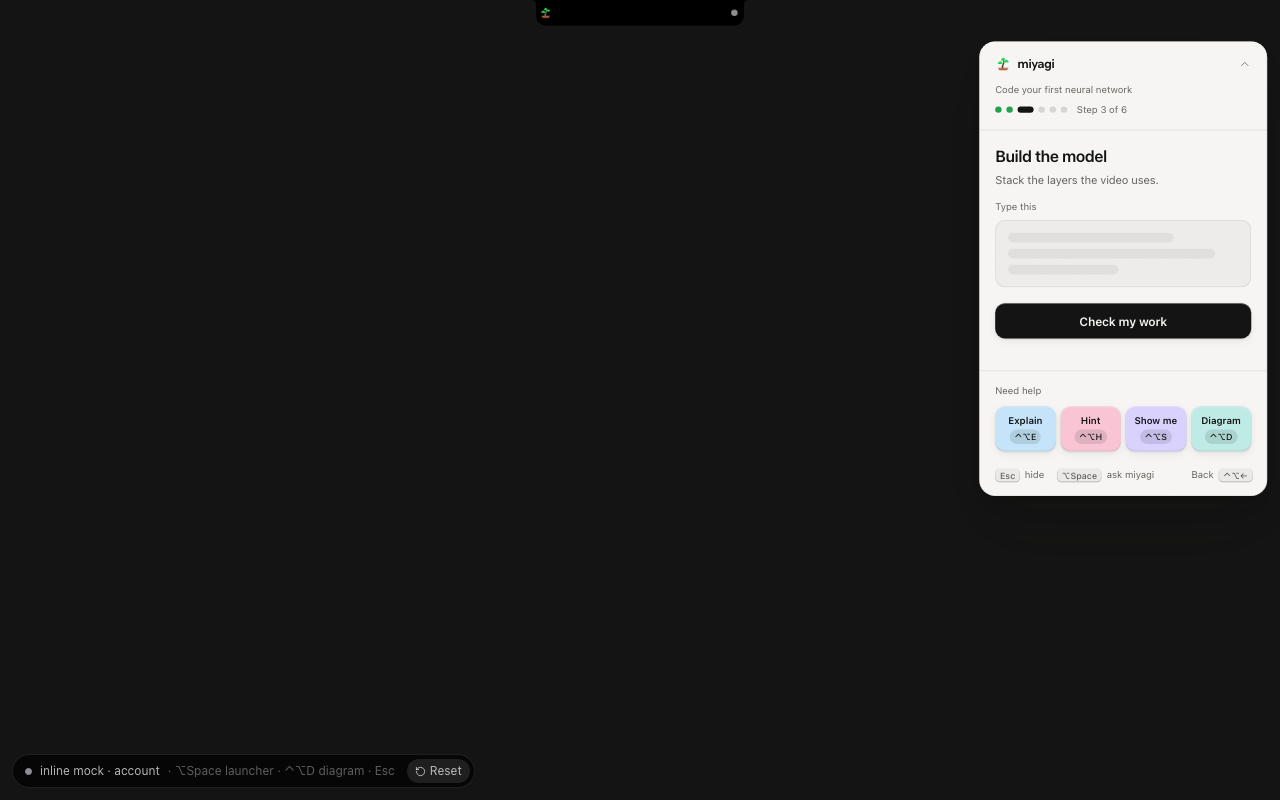 miyagi
Code your first neural network
Step 3 of 6
Build the model
Stack the layers the video uses.
Type this
Check my work
Need help
Explain
⌃⌥E
Hint
⌃⌥H
Show me
⌃⌥S
Diagram
⌃⌥D
Esc hide ⌥Space ask miyagi Back ⌃⌥←
inline mock · account · ⌥Space launcher · ⌃⌥D diagram · Esc Reset